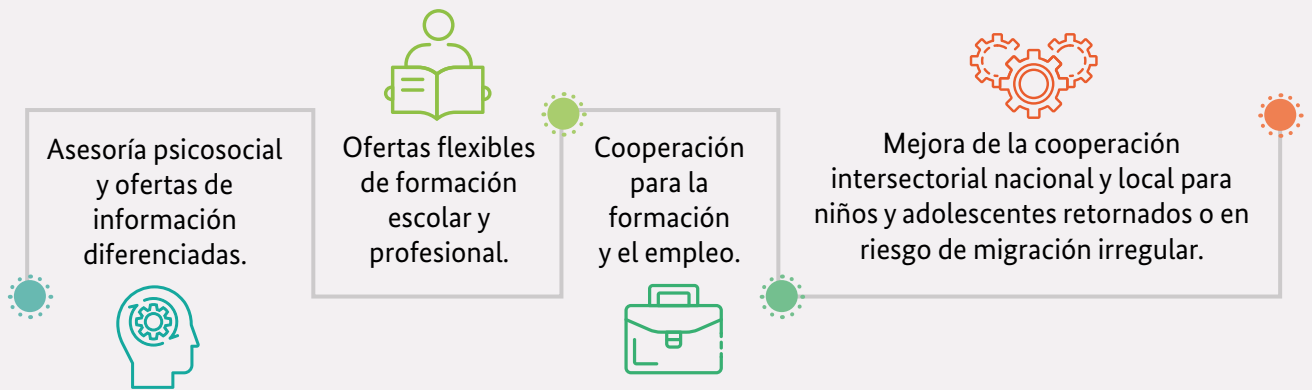 Asesoría psicosocial
y ofertas de
información
diferenciadas.
Ofertas flexibles
de formación
escolar y
profesional.
Cooperación
para la
formación
y el empleo.
Mejora de la cooperación
intersectorial nacional y local para
niños y adolescentes retornados o en
riesgo de migración irregular.